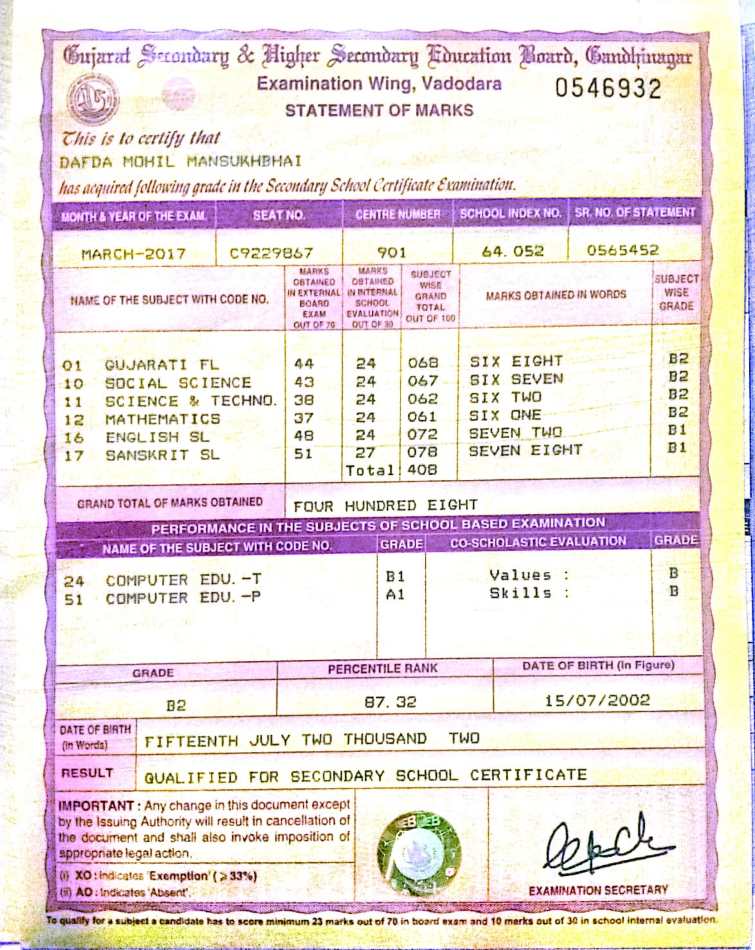 Gujarat Secondary & Higher Secondary Education Board, Gandhinagar
Examination Wing, Vadodara
0546932
STATEMENT OF MARKS
This is to certify that
DAFDA MOHIL MANSUKHBHAI
has acquired following grade in the Secondary School Certificate Examination.
MONTH & YEAR OF THE EXAM. SEAT NO. CENTRE NUMBER SCHOOL INDEX NO. SR. NO. OF STATEMENT
MARCH-2017 C9229867 901 64.052 0565452
NAME OF THE SUBJECT WITH CODE NO.
MARKS OBTAINED IN EXTERNAL BOARD EXAM OUT OF 70
MARKS OBTAINED IN INTERNAL SCHOOL EVALUATION OUT OF 30
SUBJECT WISE GRAND TOTAL OUT OF 100
MARKS OBTAINED IN WORDS
SUBJECT WISE GRADE
01 GUJARATI FL 44 24 068 SIX EIGHT B2
10 SOCIAL SCIENCE 43 24 067 SIX SEVEN B2
11 SCIENCE & TECHNO. 38 24 062 SIX TWO B2
12 MATHEMATICS 37 24 061 SIX ONE B2
16 ENGLISH SL 48 24 072 SEVEN TWO B1
17 SANSKRIT SL 51 27 078 SEVEN EIGHT B1
Total 408
GRAND TOTAL OF MARKS OBTAINED FOUR HUNDRED EIGHT
PERFORMANCE IN THE SUBJECTS OF SCHOOL BASED EXAMINATION
NAME OF THE SUBJECT WITH CODE NO. GRADE CO-SCHOLASTIC EVALUATION GRADE
24 COMPUTER EDU.-T B1 Values : B
51 COMPUTER EDU.-P A1 Skills : B
GRADE PERCENTILE RANK DATE OF BIRTH (In Figure)
B2 87.32 15/07/2002
DATE OF BIRTH (In Words) FIFTEENTH JULY TWO THOUSAND TWO
RESULT QUALIFIED FOR SECONDARY SCHOOL CERTIFICATE
IMPORTANT : Any change in this document except
by the Issuing Authority will result in cancellation of
the document and shall also invoke imposition of
appropriate legal action.
(i) XO : Indicates 'Exemption' (⩾33%)
(ii) AO : Indicates 'Absent'.
EXAMINATION SECRETARY
To qualify for a subject a candidate has to score minimum 23 marks out of 70 in board exam and 10 marks out of 30 in school internal evaluation.